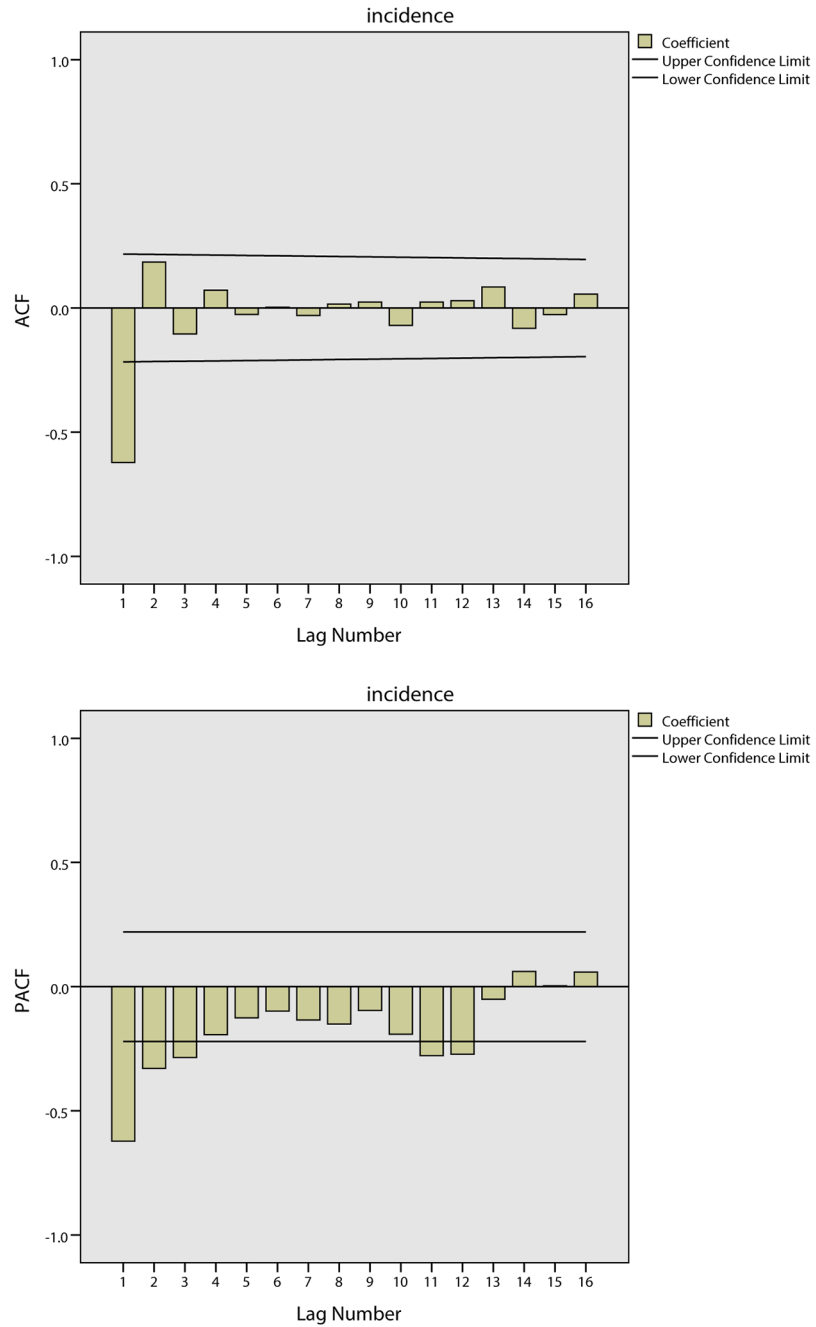 incidence
Coefficient
Upper Confidence Limit
Lower Confidence Limit
1.0
0.5
0.0
-0.5
-1.0
ACF
1 2 3 4 5 6 7 8 9 10 11 12 13 14 15 16
Lag Number
incidence
Coefficient
Upper Confidence Limit
Lower Confidence Limit
1.0
0.5
0.0
-0.5
-1.0
PACF
1 2 3 4 5 6 7 8 9 10 11 12 13 14 15 16
Lag Number